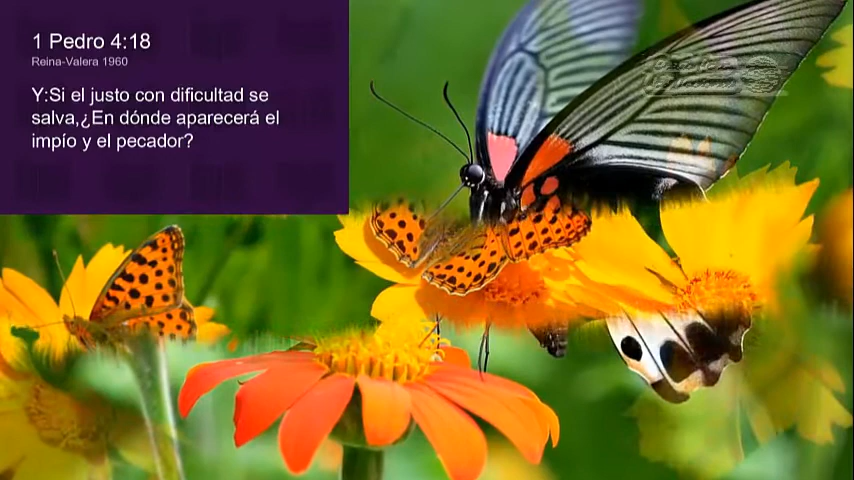 1 Pedro 4:18
Reina-Valera 1960
Y:Si el justo con dificultad se
salva,¿En dónde aparecerá el
impío y el pecador?